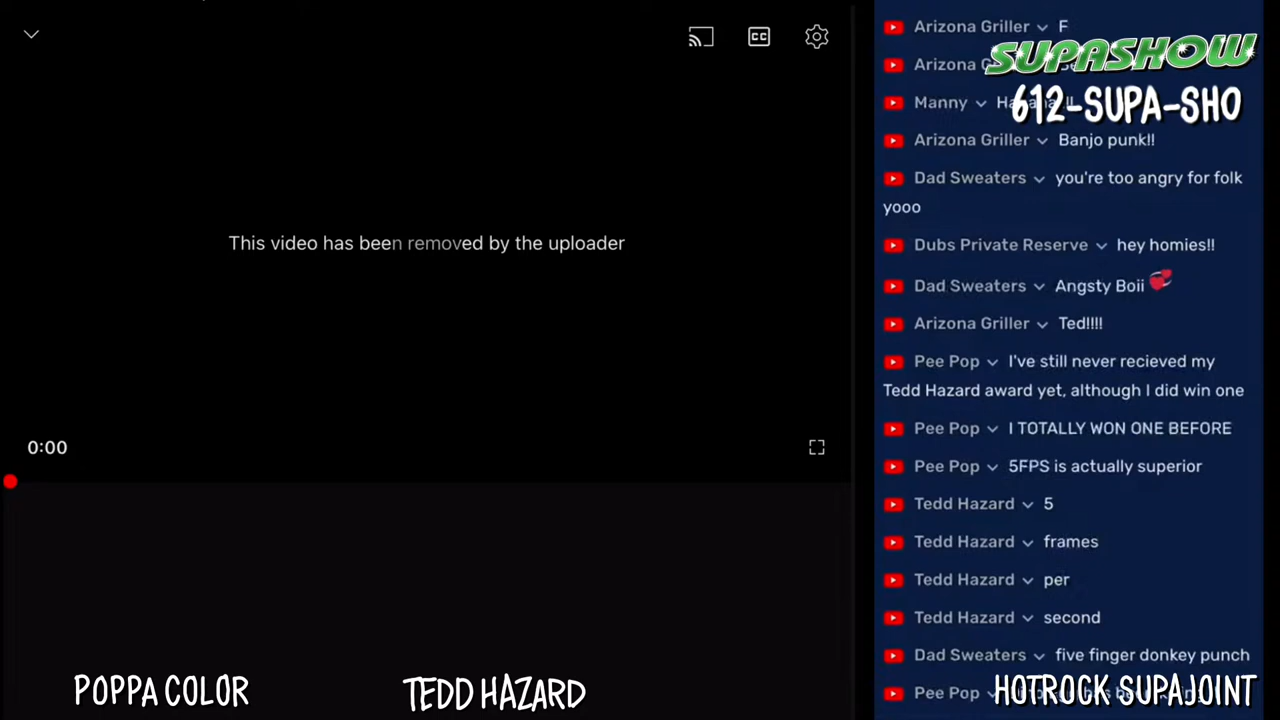 This video has been removed by the uploader
0:00
POPPA COLOR
TEDD HAZARD
SUPASHOW
612-SUPA-SHO
Arizona Griller F
Arizona G
Manny
Arizona Griller Banjo punk!!
Dad Sweaters you're too angry for folk
yooo
Dubs Private Reserve hey homies!!
Dad Sweaters Angsty Boii 💞
Arizona Griller Ted!!!!
Pee Pop I've still never recieved my
Tedd Hazard award yet, although I did win one
Pee Pop I TOTALLY WON ONE BEFORE
Pee Pop 5FPS is actually superior
Tedd Hazard 5
Tedd Hazard frames
Tedd Hazard per
Tedd Hazard second
Dad Sweaters five finger donkey punch
Pee Pop
HOTROCK SUPAJOINT
CC